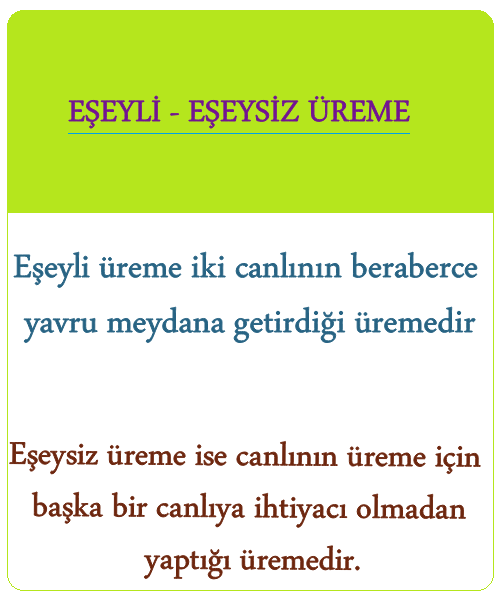 EŞEYLİ - EŞEYSİZ ÜREME
Eşeyli üreme iki canlının beraberce
yavru meydana getirdiği üremedir
Eşeysiz üreme ise canlının üreme için
başka bir canlıya ihtiyacı olmadan
yaptığı üremedir.